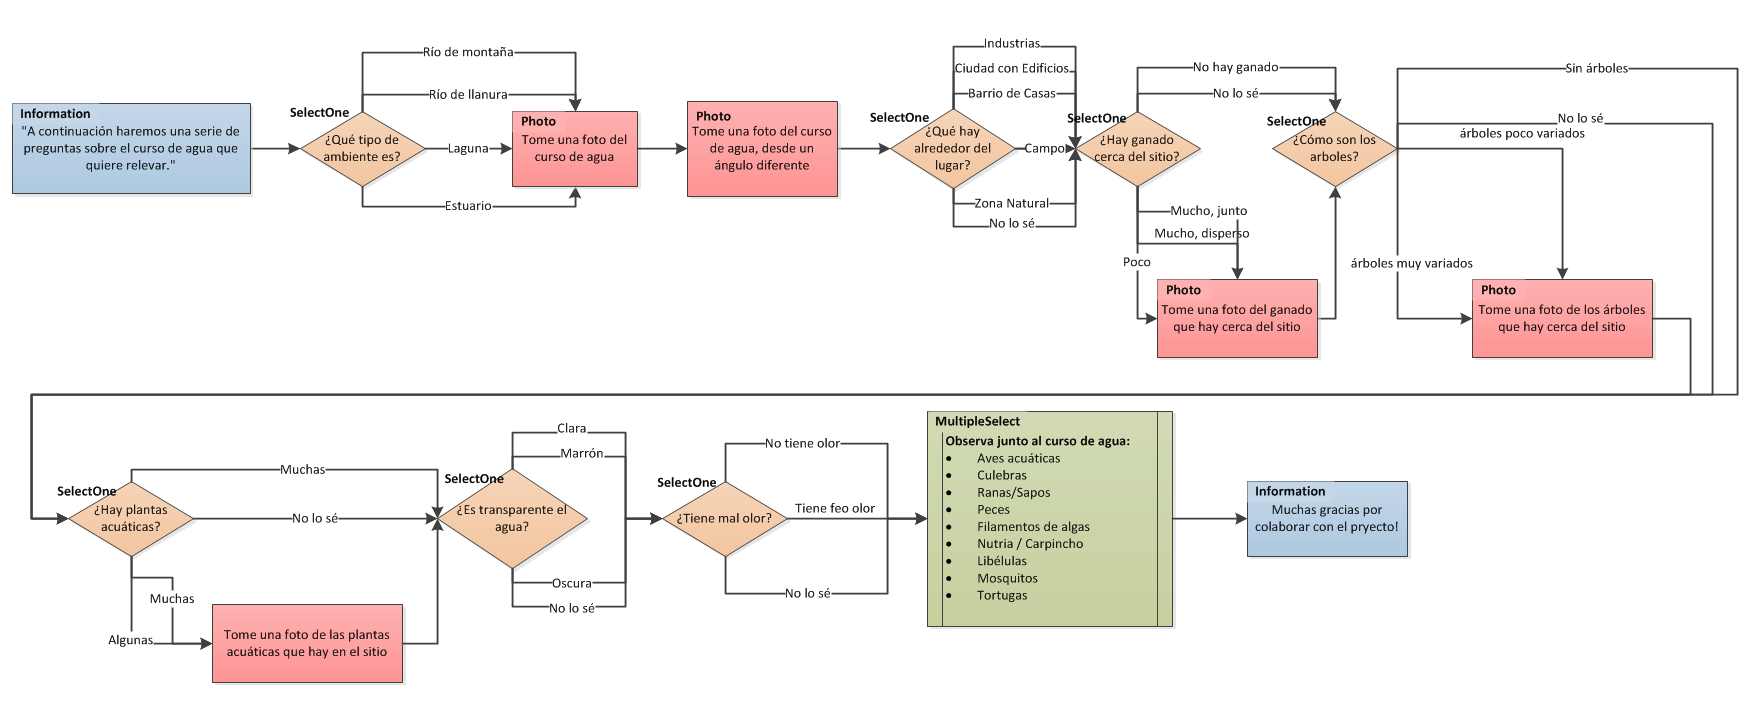 Information
"A continuación haremos una serie de
preguntas sobre el curso de agua que
quiere relevar."
SelectOne
¿Qué tipo de
ambiente es?
Río de montaña
Río de llanura
Laguna
Estuario
Photo
Tome una foto del
curso de agua
Photo
Tome una foto del curso
de agua, desde un
ángulo diferente
SelectOne
¿Qué hay
alrededor del
lugar?
Industrias
Ciudad con Edificios
Barrio de Casas
Campo
Zona Natural
No lo sé
SelectOne
¿Hay ganado
cerca del sitio?
No hay ganado
No lo sé
Mucho, junto
Mucho, disperso
Poco
Photo
Tome una foto del ganado
que hay cerca del sitio
SelectOne
¿Cómo son los
arboles?
Sin árboles
No lo sé
árboles poco variados
árboles muy variados
Photo
Tome una foto de los árboles
que hay cerca del sitio
SelectOne
¿Hay plantas
acuáticas?
Muchas
No lo sé
Muchas
Algunas
Tome una foto de las plantas
acuáticas que hay en el sitio
SelectOne
¿Es transparente el
agua?
Clara
Marrón
Oscura
No lo sé
SelectOne
¿Tiene mal olor?
No tiene olor
Tiene feo olor
No lo sé
MultipleSelect
Observa junto al curso de agua:
• Aves acuáticas
• Culebras
• Ranas/Sapos
• Peces
• Filamentos de algas
• Nutria / Carpincho
• Libélulas
• Mosquitos
• Tortugas
Information
Muchas gracias por
colaborar con el pryecto!